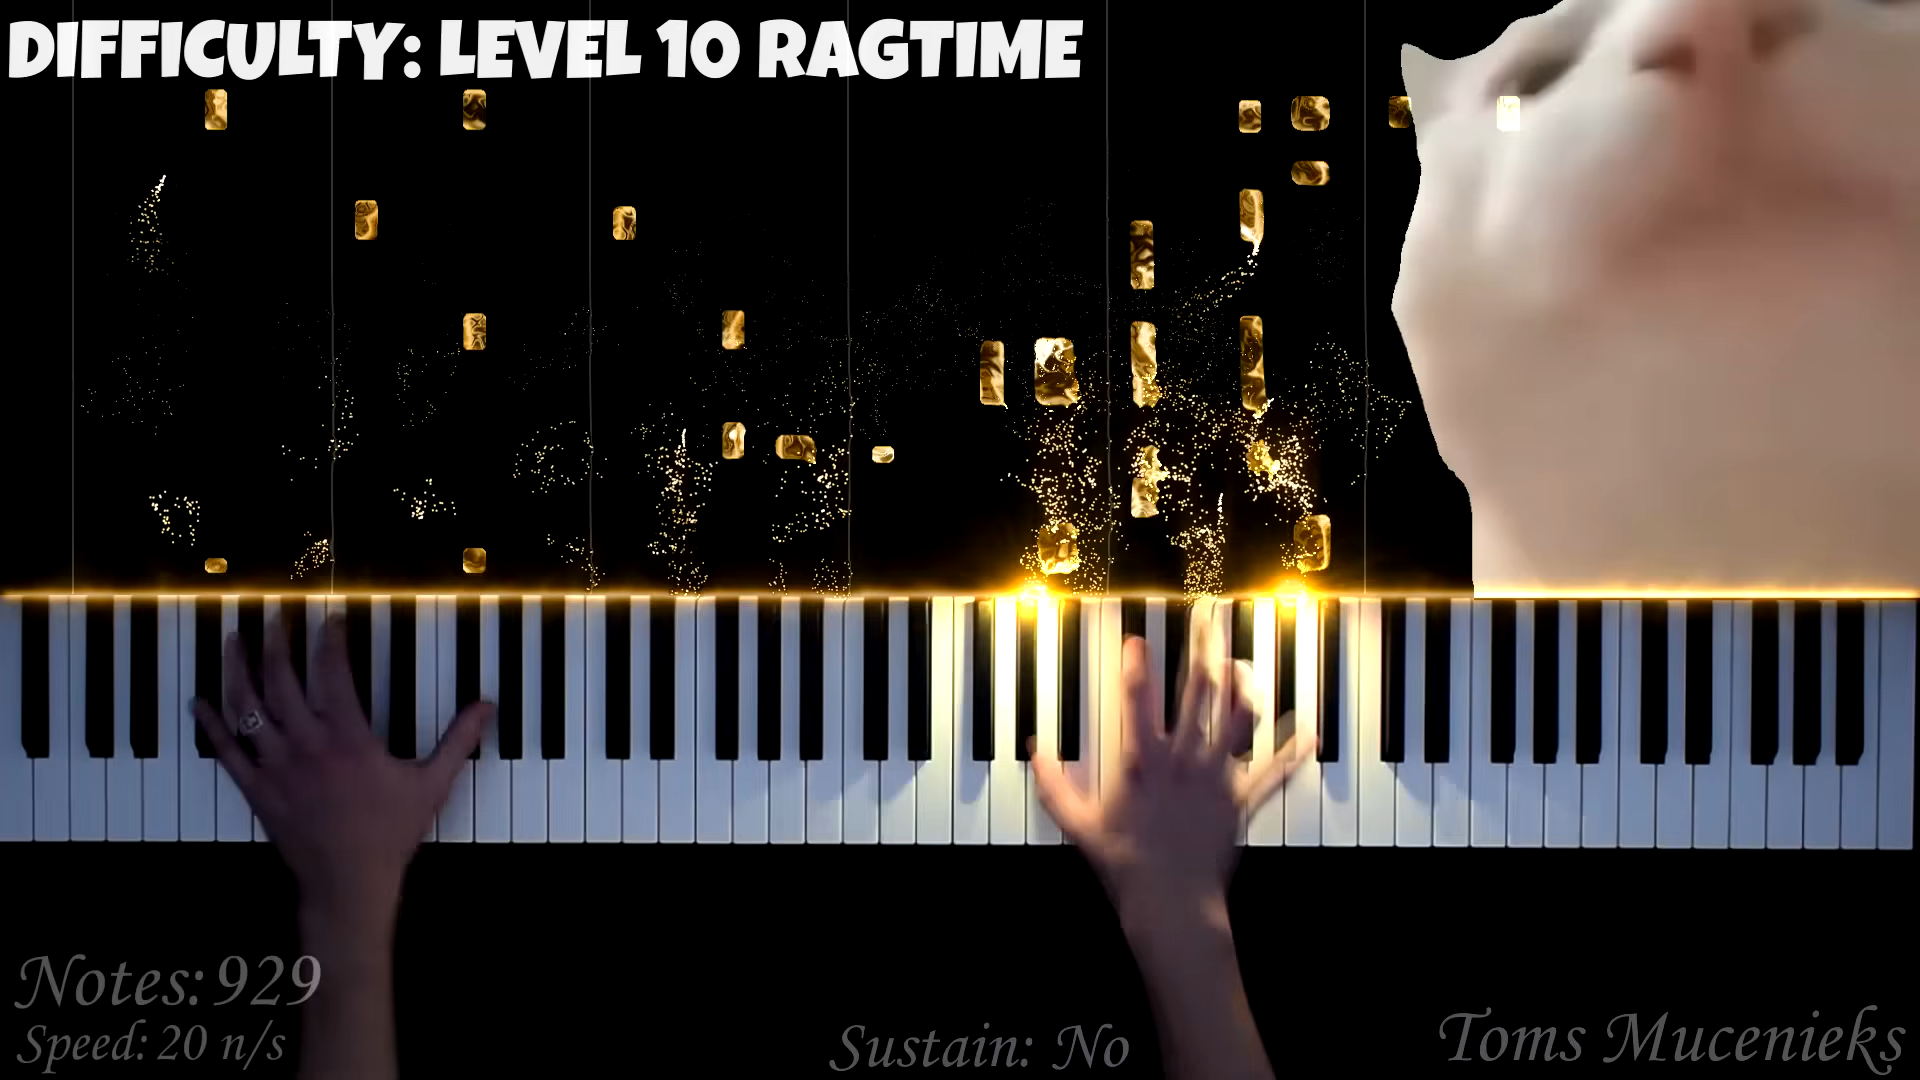 DIFFICULTY: LEVEL 10 RAGTIME
Notes: 929
Speed: 20 n/s
Sustain: No
Toms Mucenieks